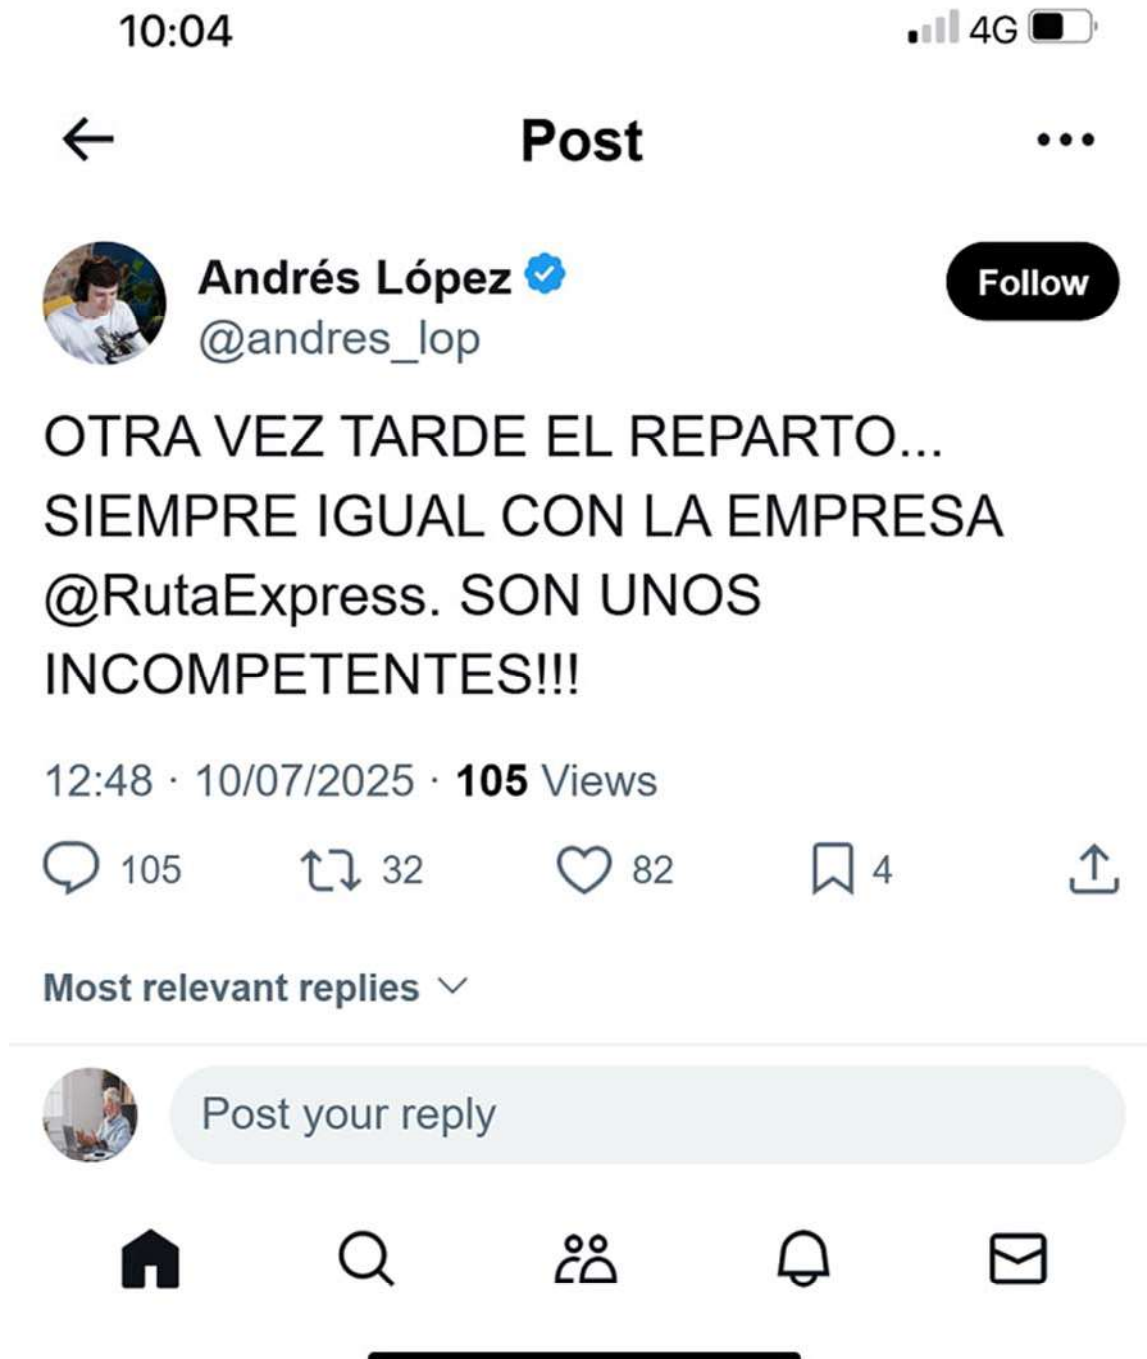 10:04
4G
Post
Andrés López
Follow
@andres_lop
OTRA VEZ TARDE EL REPARTO...
SIEMPRE IGUAL CON LA EMPRESA
@RutaExpress. SON UNOS
INCOMPETENTES!!!
12:48 · 10/07/2025 · 105 Views
105 32 82 4
Most relevant replies
Post your reply